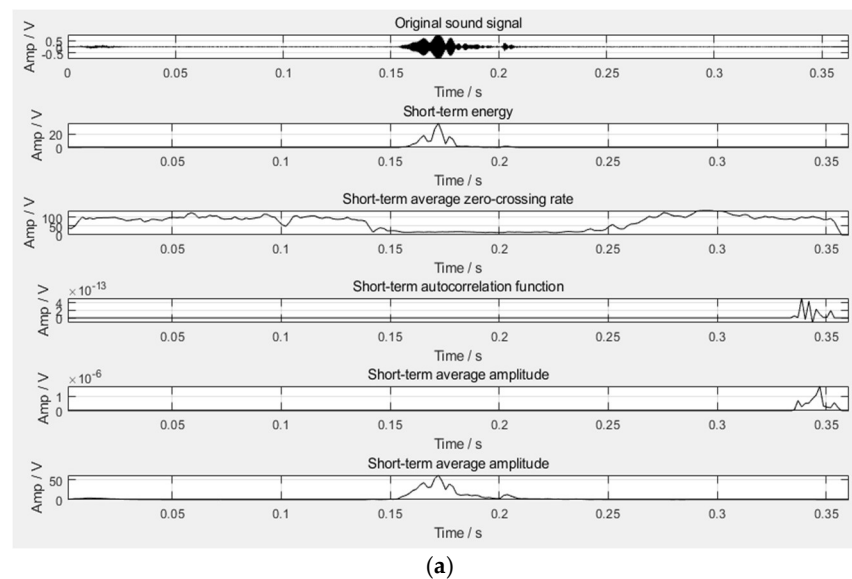 Original sound signal
Amp / V
0.5
0
-0.5
0 0.05 0.1 0.15 0.2 0.25 0.3 0.35
Time / s
Short-term energy
Amp / V
20
0
0.05 0.1 0.15 0.2 0.25 0.3 0.35
Time / s
Short-term average zero-crossing rate
Amp / V
100
50
0
0.05 0.1 0.15 0.2 0.25 0.3 0.35
Time / s
×10-13 Short-term autocorrelation function
Amp / V
4
2
0
0.05 0.1 0.15 0.2 0.25 0.3 0.35
Time / s
×10-6 Short-term average amplitude
Amp / V
1
0
0.05 0.1 0.15 0.2 0.25 0.3 0.35
Time / s
Short-term average amplitude
Amp / V
50
0
0.05 0.1 0.15 0.2 0.25 0.3 0.35
Time / s
(a)